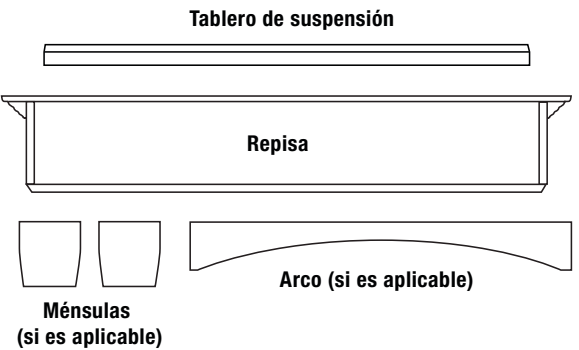 Tablero de suspensión
Repisa
Arco (si es aplicable)
Ménsulas
(si es aplicable)